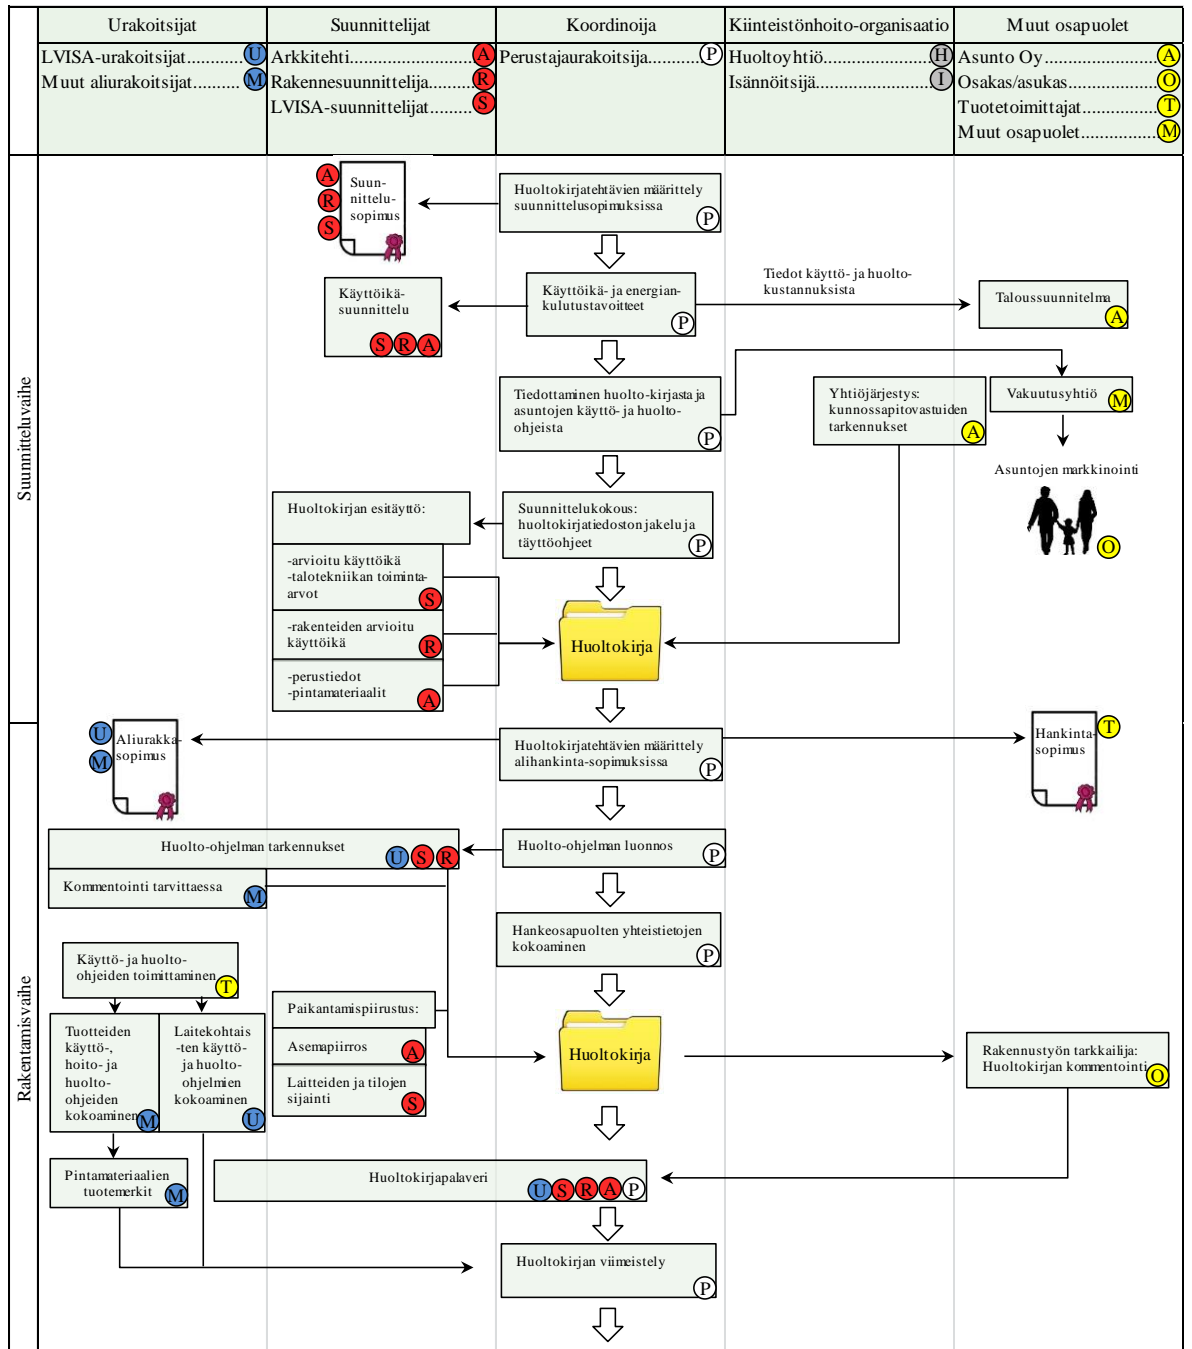 Urakoitsijat
Suunnittelijat
Koordinoija
Kiinteistönhoito-organisaatio
Muut osapuolet
LVISA-urakoitsijat............ U
Muut aliurakoitsijat.......... M
Arkkitehti...................... A
Rakennesuunnittelija....... R
LVISA-suunnittelijat....... S
Perustajaurakoitsija.......... P
Huoltoyhtiö..................... H
Isännöitsijä..................... I
Asunto Oy...................... A
Osakas/asukas................ O
Tuotetoimittajat............... T
Muut osapuolet............... M
Suunnitteluvaihe
A
R
S
Suun-
nittelu-
sopimus
Huoltokirjatehtävien määrittely
suunnittelusopimuksissa
P
Käyttöikä-
suunnittelu
S R A
Käyttöikä- ja energian-
kulutustavoitteet
P
Tiedot käyttö- ja huolto-
kustannuksista
Taloussuunnitelma
A
Tiedottaminen huolto-kirjasta ja
asuntojen käyttö- ja huolto-
ohjeista
P
Yhtiöjärjestys:
kunnossapitovastuiden
tarkennukset
A
Vakuutusyhtiö
M
Asuntojen markkinointi
O
Huoltokirjan esitäyttö:
Suunnittelukokous:
huoltokirjatiedoston jakelu ja
täyttöohjeet
P
-arvioitu käyttöikä
-talotekniikan toiminta-
arvot
S
-rakenteiden arvioitu
käyttöikä
R
-perustiedot
-pintamateriaalit
A
Huoltokirja
Rakentamisvaihe
U
M
Aliurakka-
sopimus
Huoltokirjatehtävien määrittely
alihankinta-sopimuksissa
P
Hankinta-
sopimus
T
Huolto-ohjelman tarkennukset
U S R
Huolto-ohjelman luonnos
P
Kommentointi tarvittaessa
M
Hankeosapuolten yhteistietojen
kokoaminen
P
Käyttö- ja huolto-
ohjeiden toimittaminen
T
Tuotteiden
käyttö-,
hoito- ja
huolto-
ohjeiden
kokoaminen
M
Laitekohtais
-ten käyttö-
ja huolto-
ohjelmien
kokoaminen
U
Paikantamispiirustus:
Asemapiirros
A
Laitteiden ja tilojen
sijainti
S
Huoltokirja
Rakennustyön tarkkailija:
Huoltokirjan kommentointi
O
Pintamateriaalien
tuotemerkit
M
Huoltokirjapalaveri
U S R A P
Huoltokirjan viimeistely
P